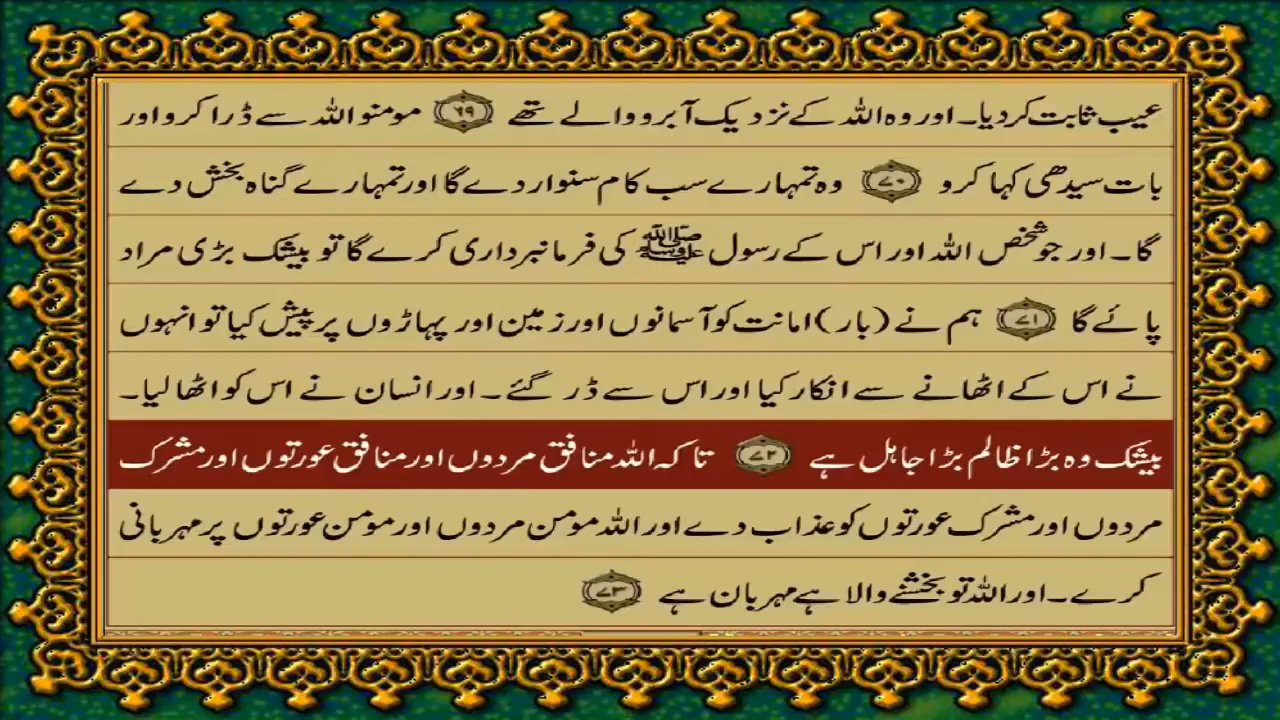 عیب ثابت کر دیا۔ اور وہ اللہ کے نزدیک آبرو والے تھے ۶۹ مومنو اللہ سے ڈرا کرو اور
بات سیدھی کہا کرو ۷۰ وہ تمہارے سب کام سنوار دے گا اور تمہارے گناہ بخش دے
گا۔ اور جو شخص اللہ اور اس کے رسول ﷺ کی فرمانبرداری کرے گا تو بیشک بڑی مراد
پائے گا ۷۱ ہم نے (بار) امانت کو آسمانوں اور زمین اور پہاڑوں پر پیش کیا تو انہوں
نے اس کے اٹھانے سے انکار کیا اور اس سے ڈر گئے۔ اور انسان نے اس کو اٹھا لیا۔
بیشک وہ بڑا ظالم بڑا جاہل ہے ۷۲ تاکہ اللہ منافق مردوں اور منافق عورتوں اور مشرک
مردوں اور مشرک عورتوں کو عذاب دے اور اللہ مومن مردوں اور مومن عورتوں پر مہربانی
کرے۔ اور اللہ تو بخشنے والا ہے مہربان ہے ۷۳